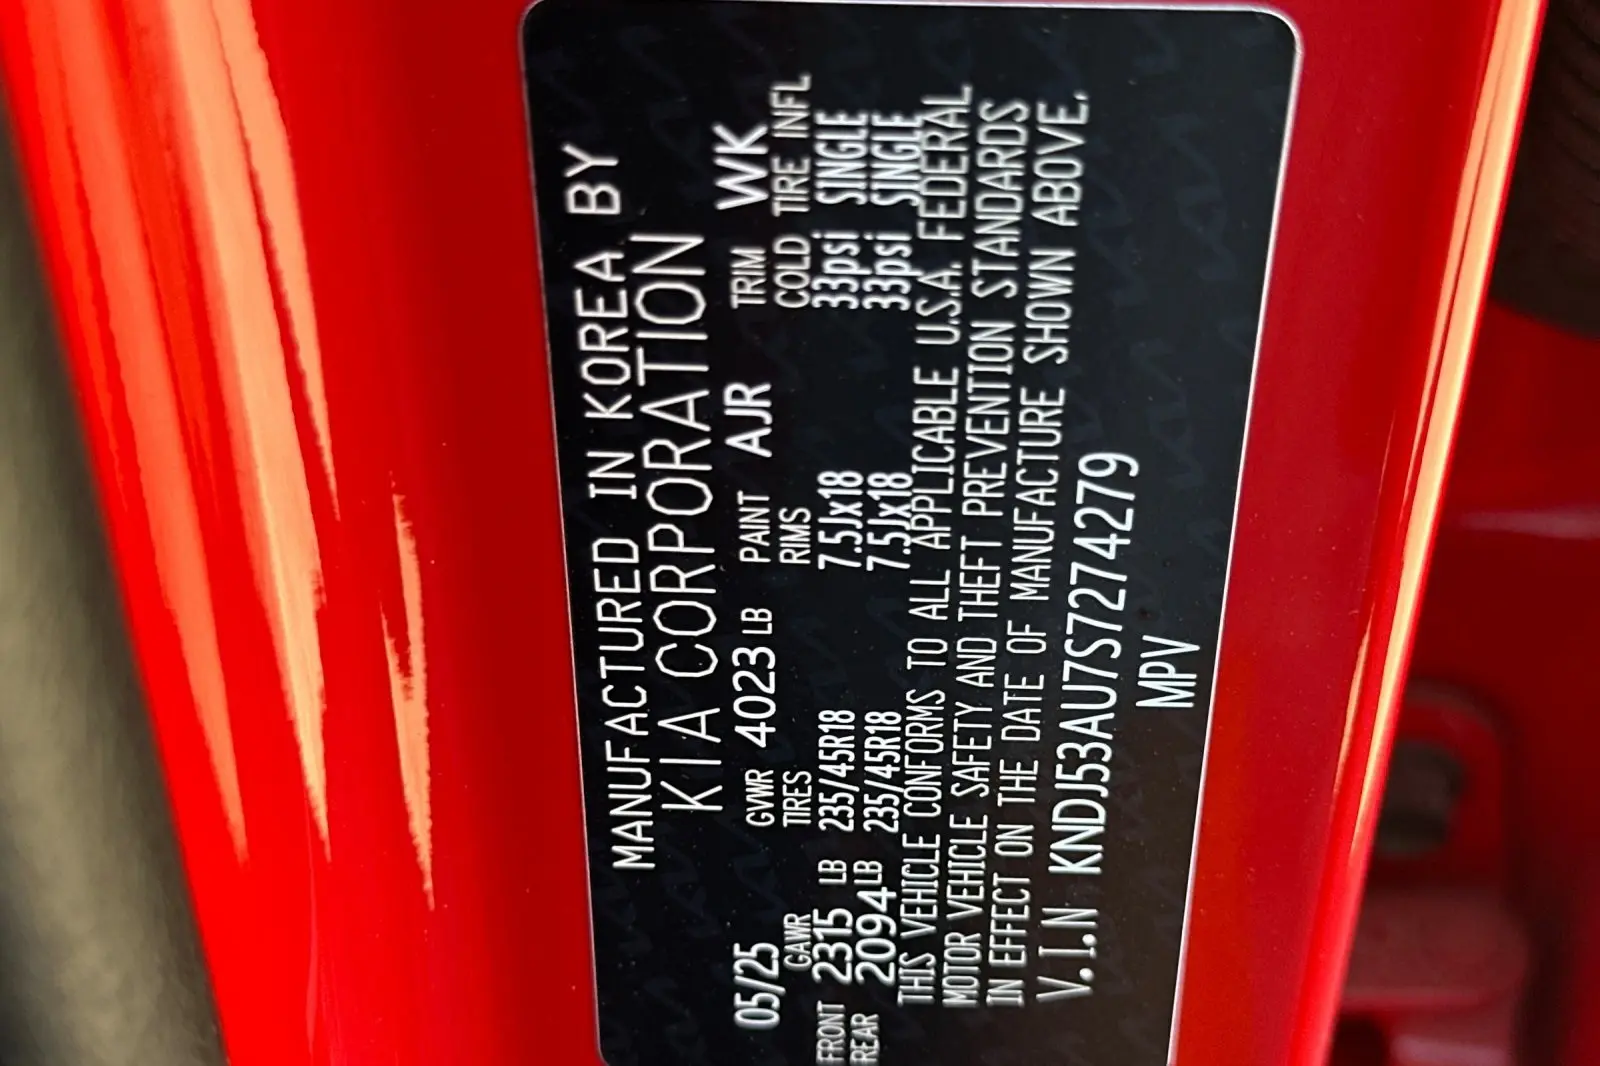 MANUFACTURED IN KOREA BY
KIA CORPORATION
05/25 GVWR 4023 LB PAINT AJR TRIM WK
GAWR TIRES RIMS COLD TIRE INFL
FRONT 2315 LB 235/45R18 7.5Jx18 33psi SINGLE
REAR 2094 LB 235/45R18 7.5Jx18 33psi SINGLE
THIS VEHICLE CONFORMS TO ALL APPLICABLE U.S.A. FEDERAL
MOTOR VEHICLE SAFETY AND THEFT PREVENTION STANDARDS
IN EFFECT ON THE DATE OF MANUFACTURE SHOWN ABOVE.
V.I.N KNDJ53AU7S7274279
MPV